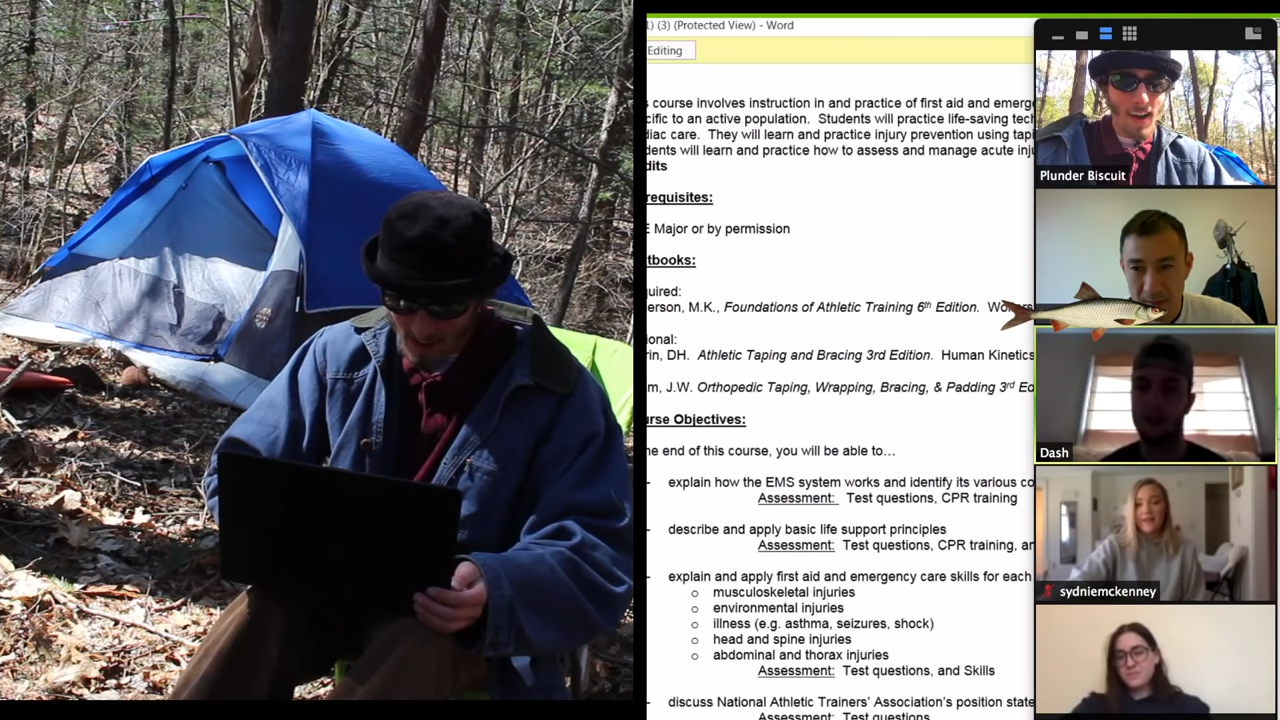 1) (3) (Protected View) - Word
Editing
s course involves instruction in and practice of first aid and emerge
cific to an active population. Students will practice life-saving tech
diac care. They will learn and practice injury prevention using tapi
dents will learn and practice how to assess and manage acute inju
dits
requisites:
E Major or by permission
tbooks:
uired:
erson, M.K., Foundations of Athletic Training 6th Edition. Wolters
ional:
rin, DH. Athletic Taping and Bracing 3rd Edition. Human Kinetics
m, J.W. Orthopedic Taping, Wrapping, Bracing, & Padding 3rd Ed
urse Objectives:
he end of this course, you will be able to…
- explain how the EMS system works and identify its various co
Assessment: Test questions, CPR training
- describe and apply basic life support principles
Assessment: Test questions, CPR training, an
- explain and apply first aid and emergency care skills for each
o musculoskeletal injuries
o environmental injuries
o illness (e.g. asthma, seizures, shock)
o head and spine injuries
o abdominal and thorax injuries
Assessment: Test questions, and Skills
- discuss National Athletic Trainers' Association's position state
Assessment: Test questions
Plunder Biscuit
Dash
sydniemckenney